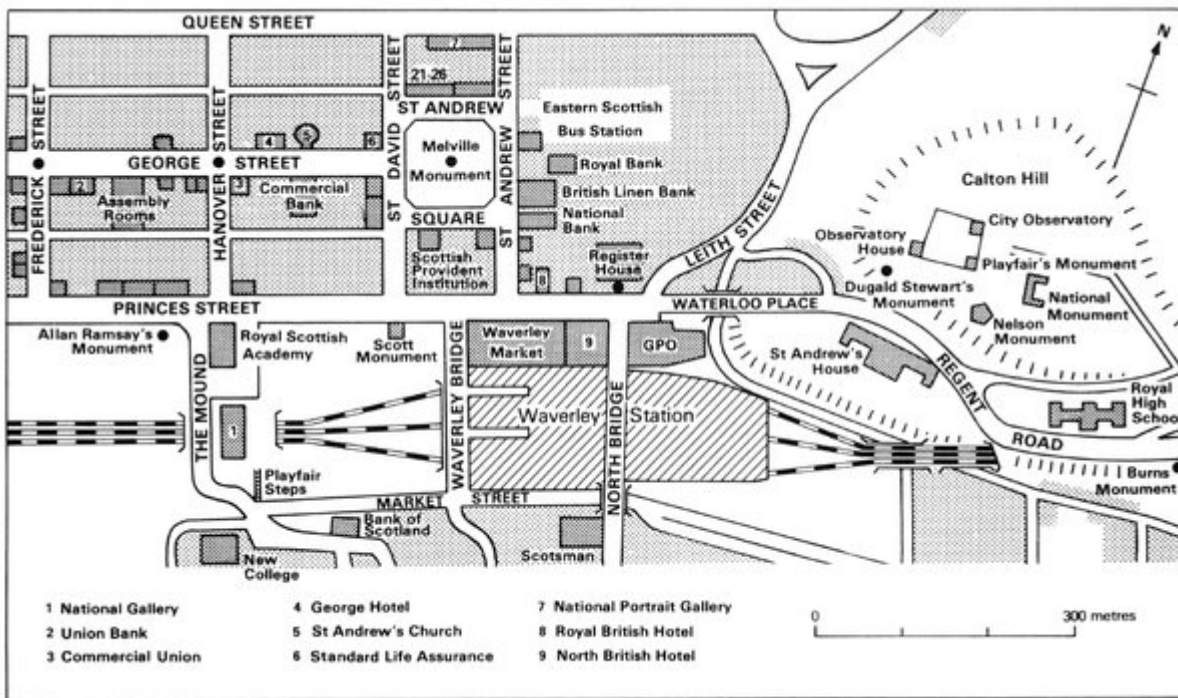 QUEEN STREET
STREET
STREET
STREET
STREET
7
21-26
ST ANDREW
N
Eastern Scottish
Bus Station
4
5
6
DAVID
ANDREW
Melville
Monument
GEORGE STREET
Royal Bank
Calton Hill
2
3
Assembly
Rooms
Commercial
Bank
British Linen Bank
National
Bank
City Observatory
FREDERICK
HANOVER
ST
SQUARE
ST
LEITH STREET
Observatory
House
Playfair's Monument
Scottish
Provident
Institution
Register
House
8
Dugald Stewart's
Monument
National
Monument
PRINCES STREET
WATERLOO PLACE
Nelson
Monument
Allan Ramsay's
Monument
Royal Scottish
Academy
Scott
Monument
Waverley
Market
9
GPO
St Andrew's
House
REGENT
ROAD
Royal
High
School
THE MOUND
1
WAVERLEY BRIDGE
Waverley Station
NORTH BRIDGE
Playfair
Steps
Burns
Monument
MARKET STREET
Bank of
Scotland
New
College
Scotsman
1 National Gallery
2 Union Bank
3 Commercial Union
4 George Hotel
5 St Andrew's Church
6 Standard Life Assurance
7 National Portrait Gallery
8 Royal British Hotel
9 North British Hotel
0 300 metres